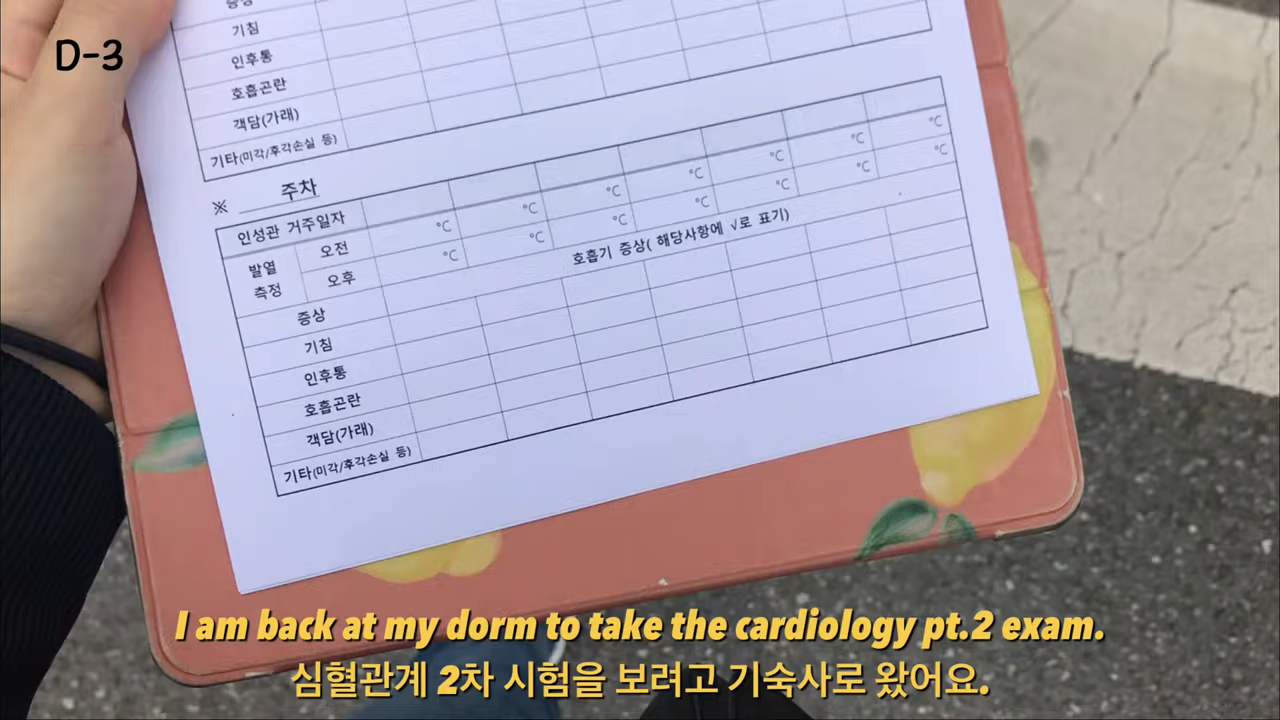 D-3
증상
기침
인후통
호흡곤란
객담(가래)
기타(미각/후각손실 등)
※ ______ 주차
인성관 거주일자
발열 측정
오전 ℃ ℃ ℃ ℃ ℃ ℃ ℃
오후 ℃ ℃ ℃ ℃ ℃ ℃ ℃
호흡기 증상( 해당사항에 √로 표기)
증상
기침
인후통
호흡곤란
객담(가래)
기타(미각/후각손실 등)
I am back at my dorm to take the cardiology pt.2 exam.
심혈관계 2차 시험을 보려고 기숙사로 왔어요.